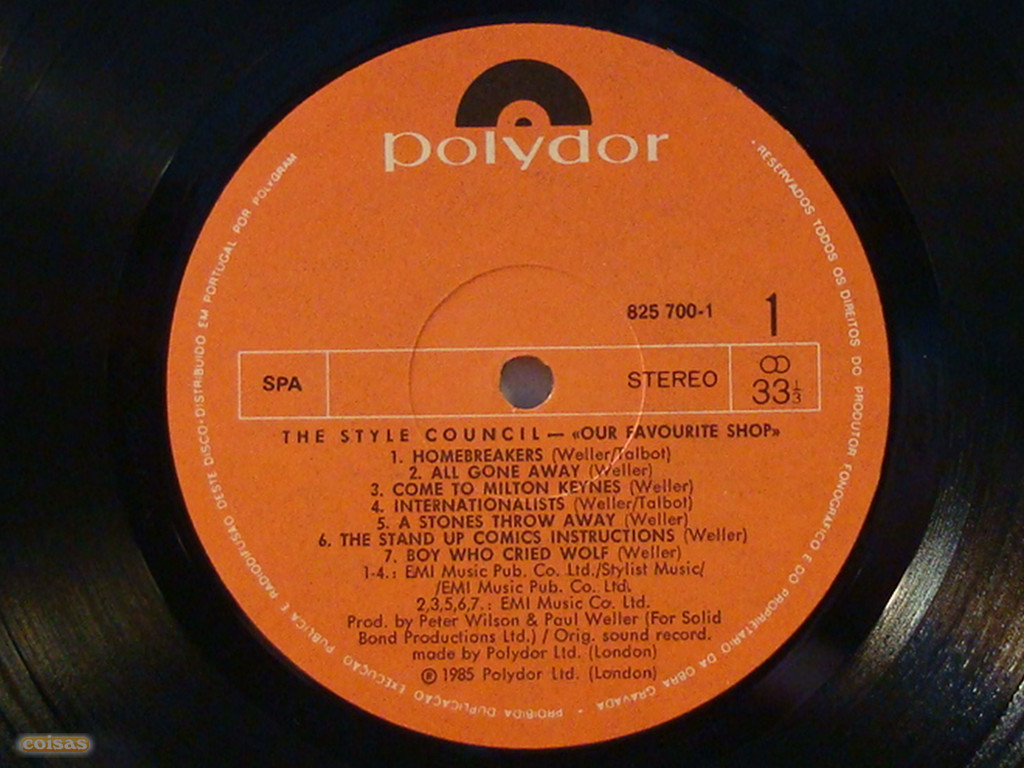 polydor
825 700-1
1
SPA
STEREO
33 1/3
THE STYLE COUNCIL — «OUR FAVOURITE SHOP»
1. HOMEBREAKERS (Weller/Talbot)
2. ALL GONE AWAY (Weller)
3. COME TO MILTON KEYNES (Weller)
4. INTERNATIONALISTS (Weller/Talbot)
5. A STONES THROW AWAY (Weller)
6. THE STAND UP COMICS INSTRUCTIONS (Weller)
7. BOY WHO CRIED WOLF (Weller)
1-4.: EMI Music Pub. Co. Ltd./Stylist Music/
/EMI Music Pub. Co. Ltd.
2,3,5,6,7.: EMI Music Co. Ltd.
Prod. by Peter Wilson & Paul Weller (For Solid
Bond Productions Ltd.) / Orig. sound record.
made by Polydor Ltd. (London)
℗ 1985 Polydor Ltd. (London)
• RESERVADOS TODOS OS DIREITOS DO PRODUTOR FONOGRÁFICO E DO PROPRIETÁRIO DA OBRA GRAVADA • PROIBIDA DUPLICAÇÃO EXECUÇÃO PUBLICA E RADIODIFUSÃO DESTE DISCO • DISTRIBUIDO EM PORTUGAL POR POLYGRAM
coisas